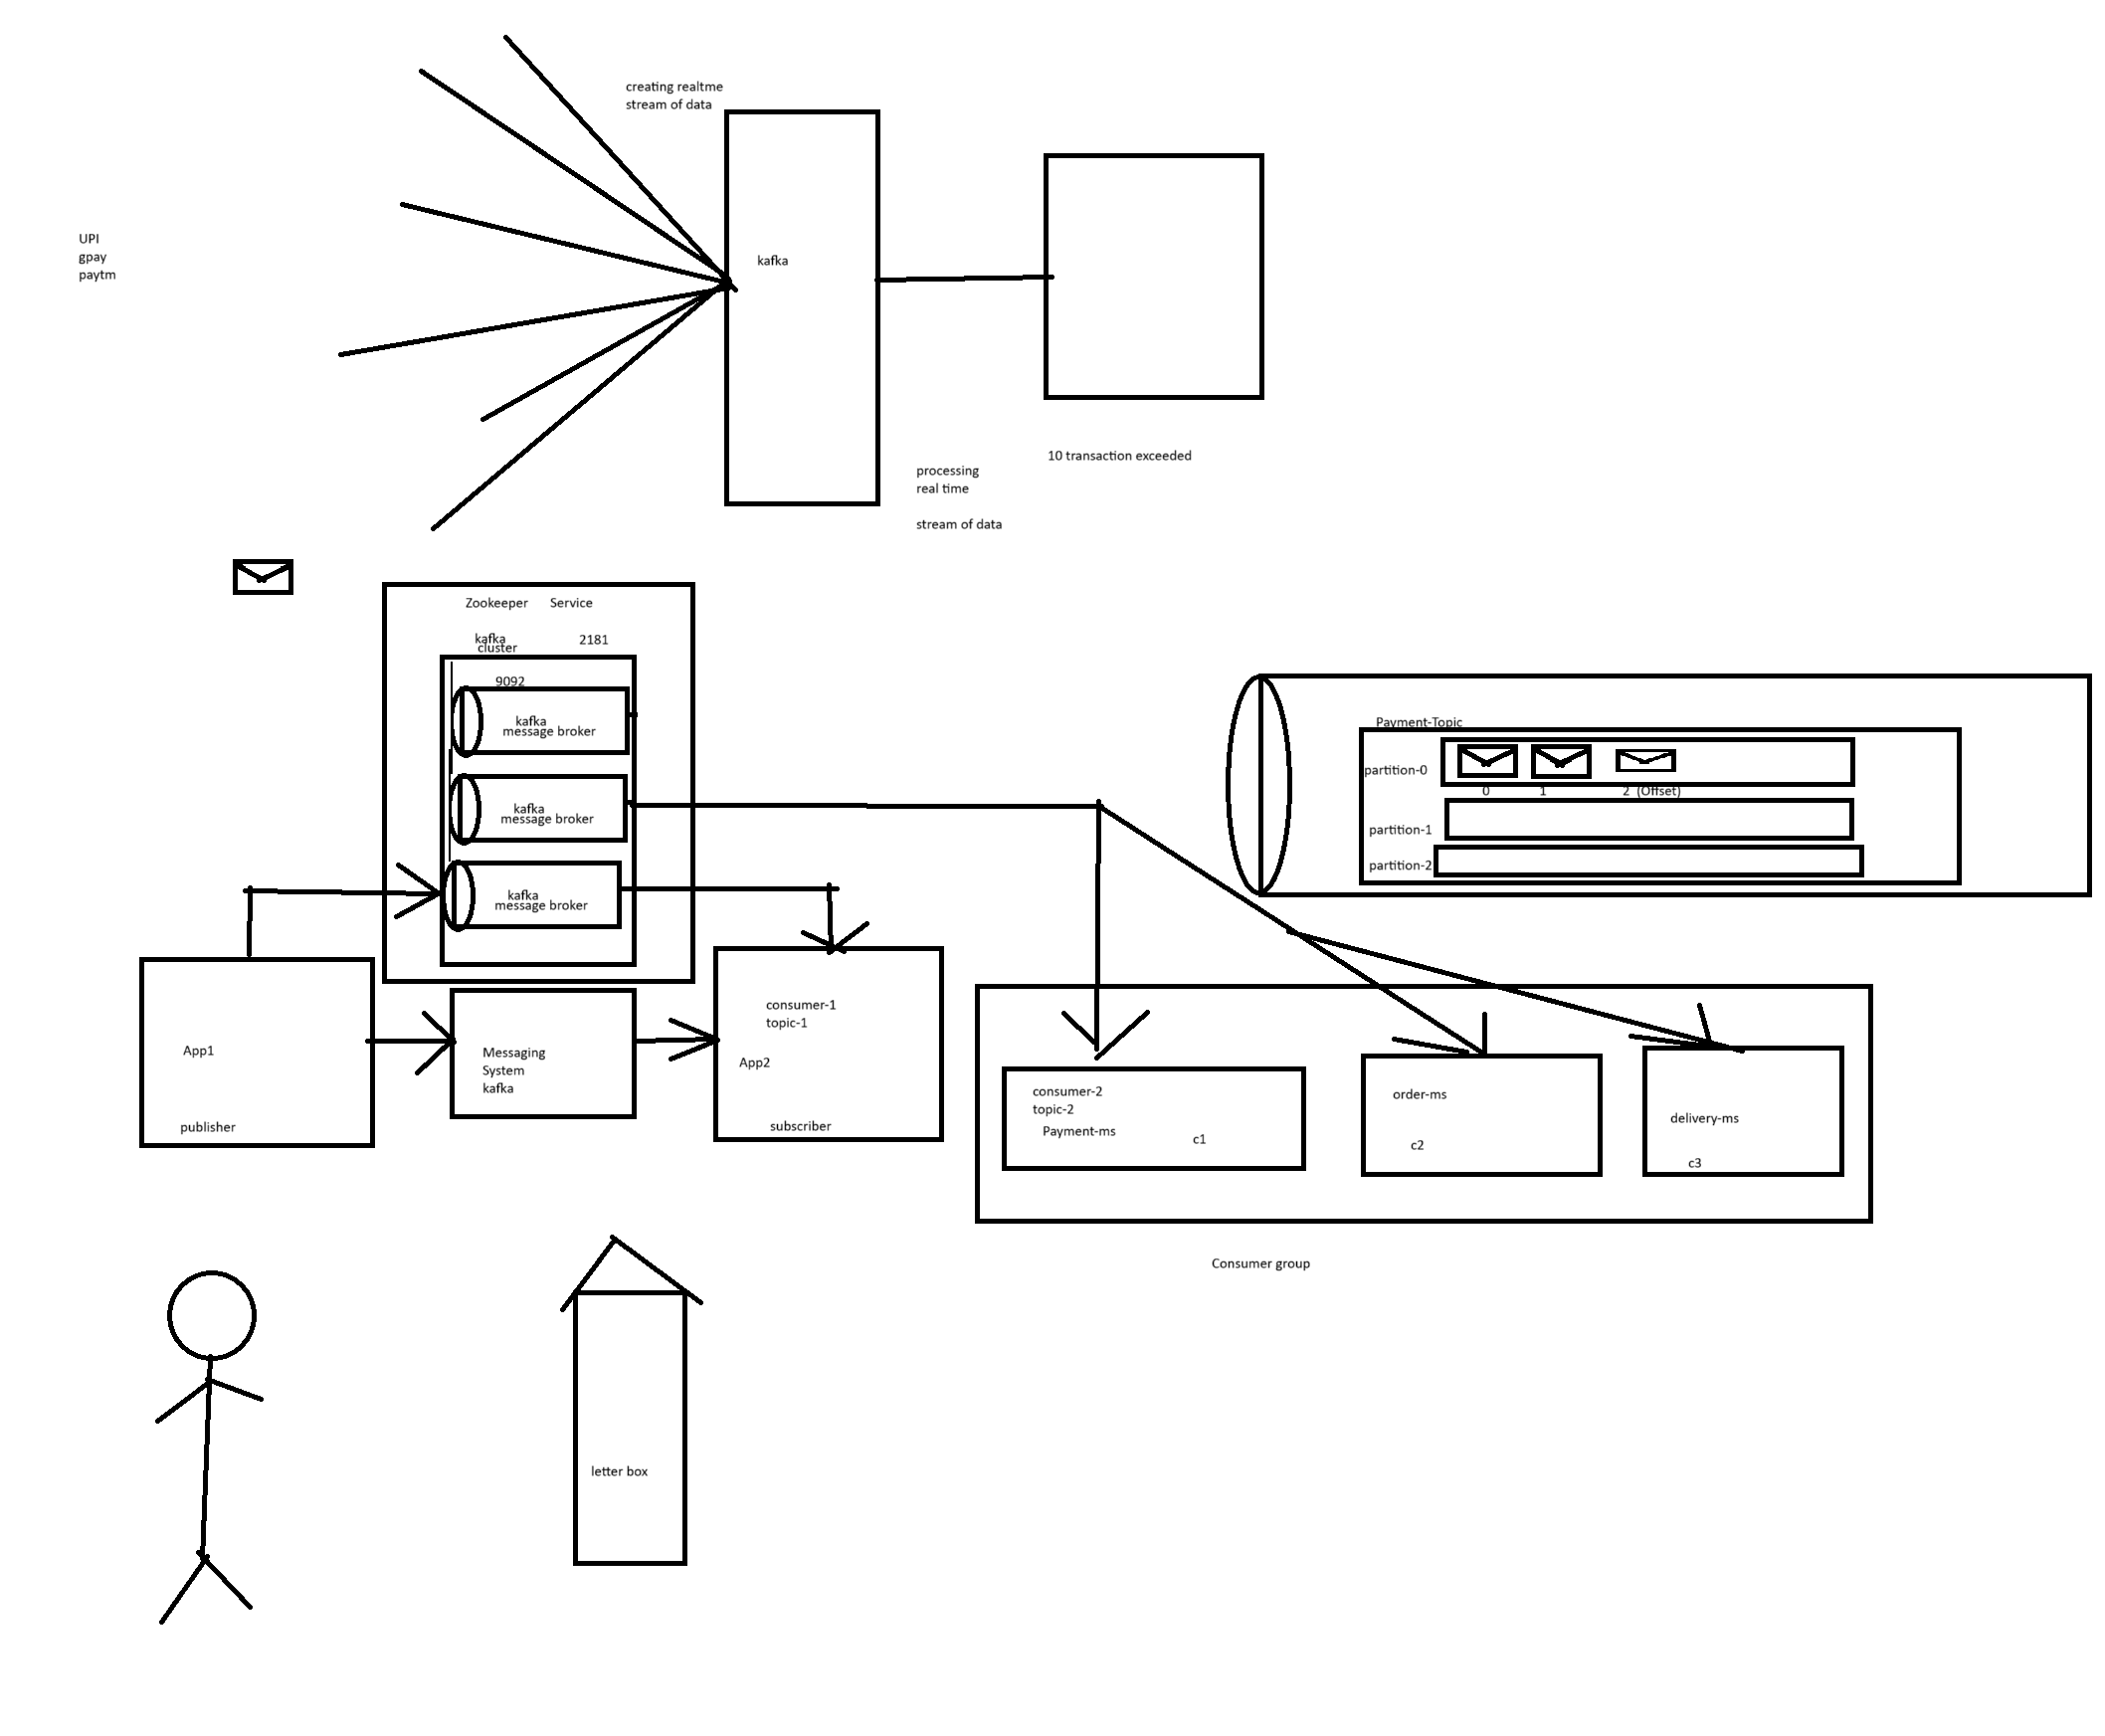 creating realtme
stream of data
UPI
gpay
paytm
kafka
10 transaction exceeded
processing
real time
stream of data
Zookeeper Service
kafka
cluster
2181
9092
kafka
message broker
kafka
message broker
kafka
message broker
Payment-Topic
partition-0
0 1 2 (Offset)
partition-1
partition-2
App1
publisher
Messaging
System
kafka
consumer-1
topic-1
App2
subscriber
consumer-2
topic-2
Payment-ms
c1
order-ms
c2
delivery-ms
c3
Consumer group
letter box